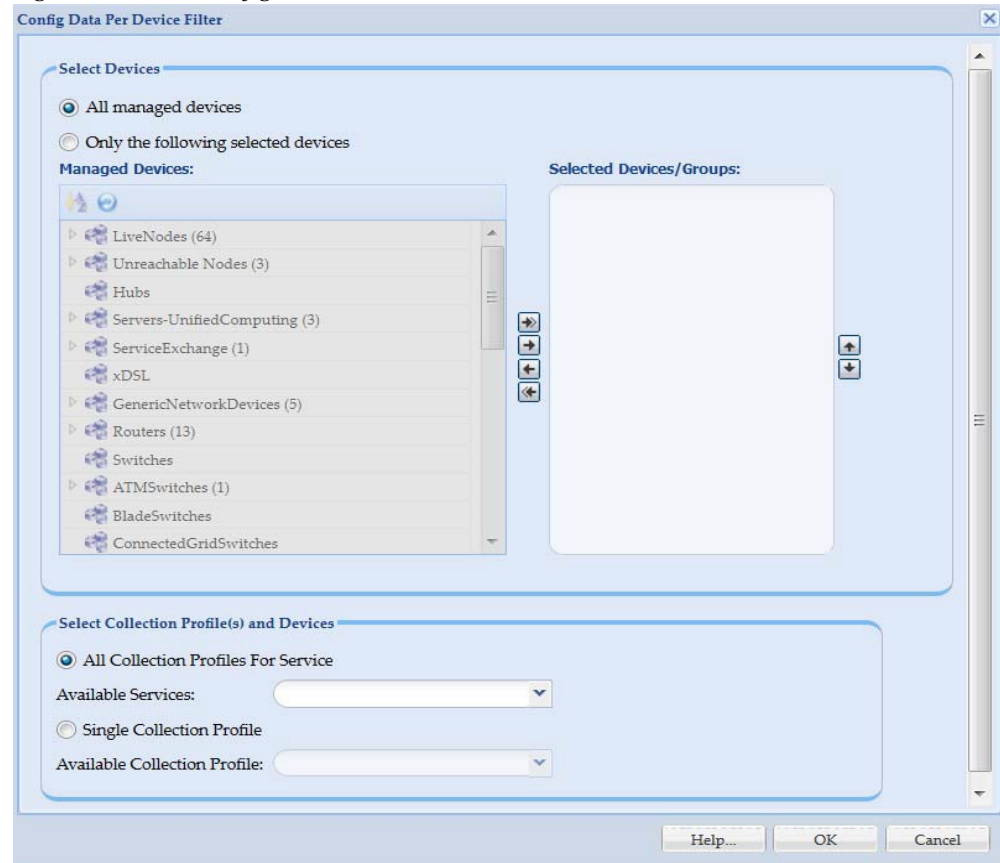 Config Data Per Device Filter
Select Devices
All managed devices
Only the following selected devices
Managed Devices:
Selected Devices/Groups:
LiveNodes (64)
Unreachable Nodes (3)
Hubs
Servers-UnifiedComputing (3)
ServiceExchange (1)
xDSL
GenericNetworkDevices (5)
Routers (13)
Switches
ATMSwitches (1)
BladeSwitches
ConnectedGridSwitches
Select Collection Profile(s) and Devices
All Collection Profiles For Service
Available Services:
Single Collection Profile
Available Collection Profile:
Help...
OK
Cancel